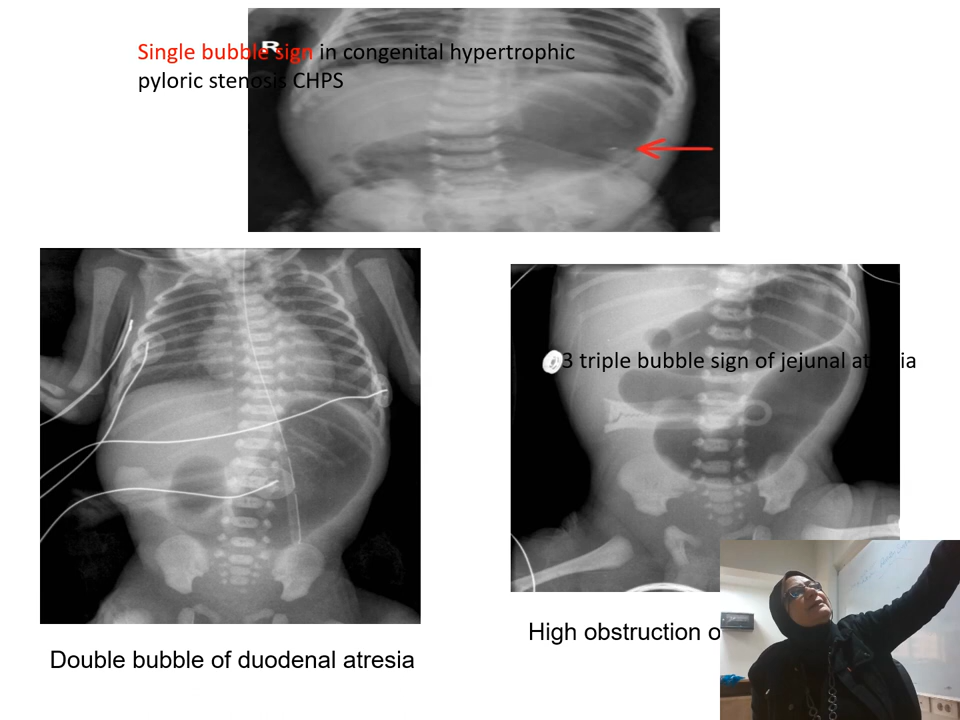 R
Single bubble sign in congenital hypertrophic
pyloric stenosis CHPS
3 triple bubble sign of jejunal atresia
High obstruction o
Double bubble of duodenal atresia